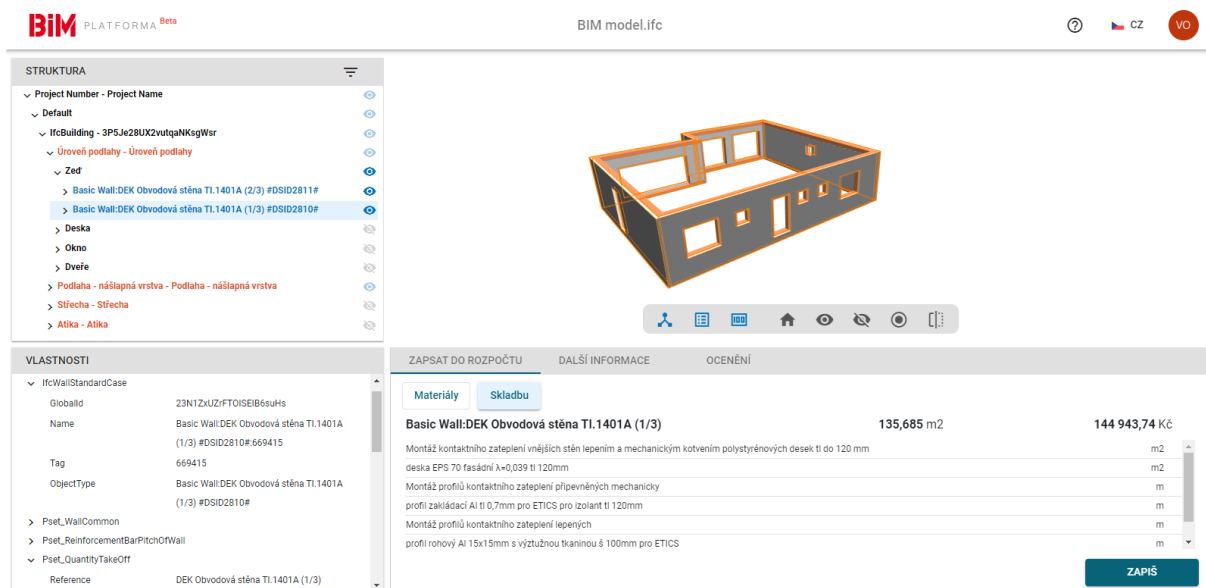 BIM PLATFORMA Beta
BIM model.ifc
CZ
VO
STRUKTURA
Project Number - Project Name
Default
IfcBuilding - 3P5Je28UX2vutqaNKsgWsr
Úroveň podlahy - Úroveň podlahy
Zeď
Basic Wall:DEK Obvodová stěna TI.1401A (2/3) #DSID2811#
Basic Wall:DEK Obvodová stěna TI.1401A (1/3) #DSID2810#
Deska
Okno
Dveře
Podlaha - nášlapná vrstva - Podlaha - nášlapná vrstva
Střecha - Střecha
Atika - Atika
VLASTNOSTI
IfcWallStandardCase
GlobalId 23N1ZxUZrFTOISEIB6suHs
Name Basic Wall:DEK Obvodová stěna TI.1401A
(1/3) #DSID2810#:669415
Tag 669415
ObjectType Basic Wall:DEK Obvodová stěna TI.1401A
(1/3) #DSID2810#
Pset_WallCommon
Pset_ReinforcementBarPitchOfWall
Pset_QuantityTakeOff
Reference DEK Obvodová stěna TI.1401A (1/3)
ZAPSAT DO ROZPOČTU DALŠÍ INFORMACE OCENĚNÍ
Materiály Skladbu
Basic Wall:DEK Obvodová stěna TI.1401A (1/3) 135,685 m2 144 943,74 Kč
Montáž kontaktního zateplení vnějších stěn lepením a mechanickým kotvením polystyrénových desek tl do 120 mm m2
deska EPS 70 fasádní λ=0,039 tl 120mm m2
Montáž profilů kontaktního zateplení připevněných mechanicky m
profil zakládací Al tl 0,7mm pro ETICS pro izolant tl 120mm m
Montáž profilů kontaktního zateplení lepených m
profil rohový Al 15x15mm s výztužnou tkaninou š 100mm pro ETICS m
ZAPIŠ